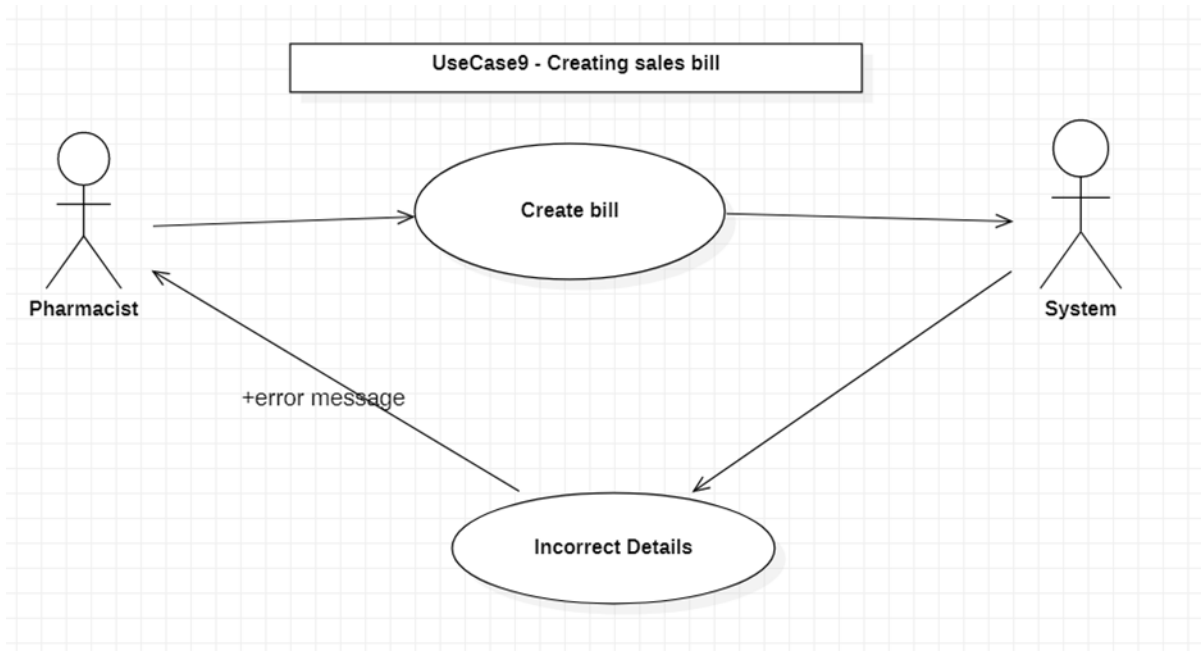 UseCase9 - Creating sales bill
Create bill
Pharmacist
System
+error message
Incorrect Details